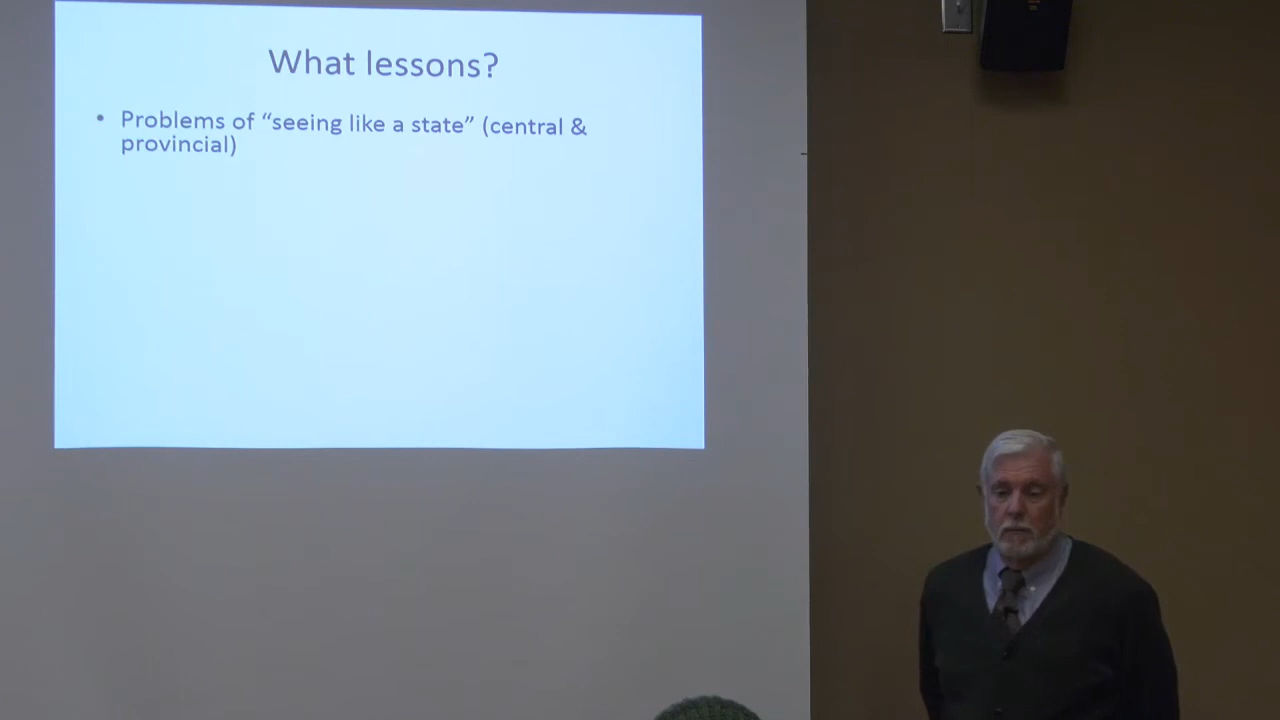 What lessons?
• Problems of “seeing like a state” (central &
provincial)